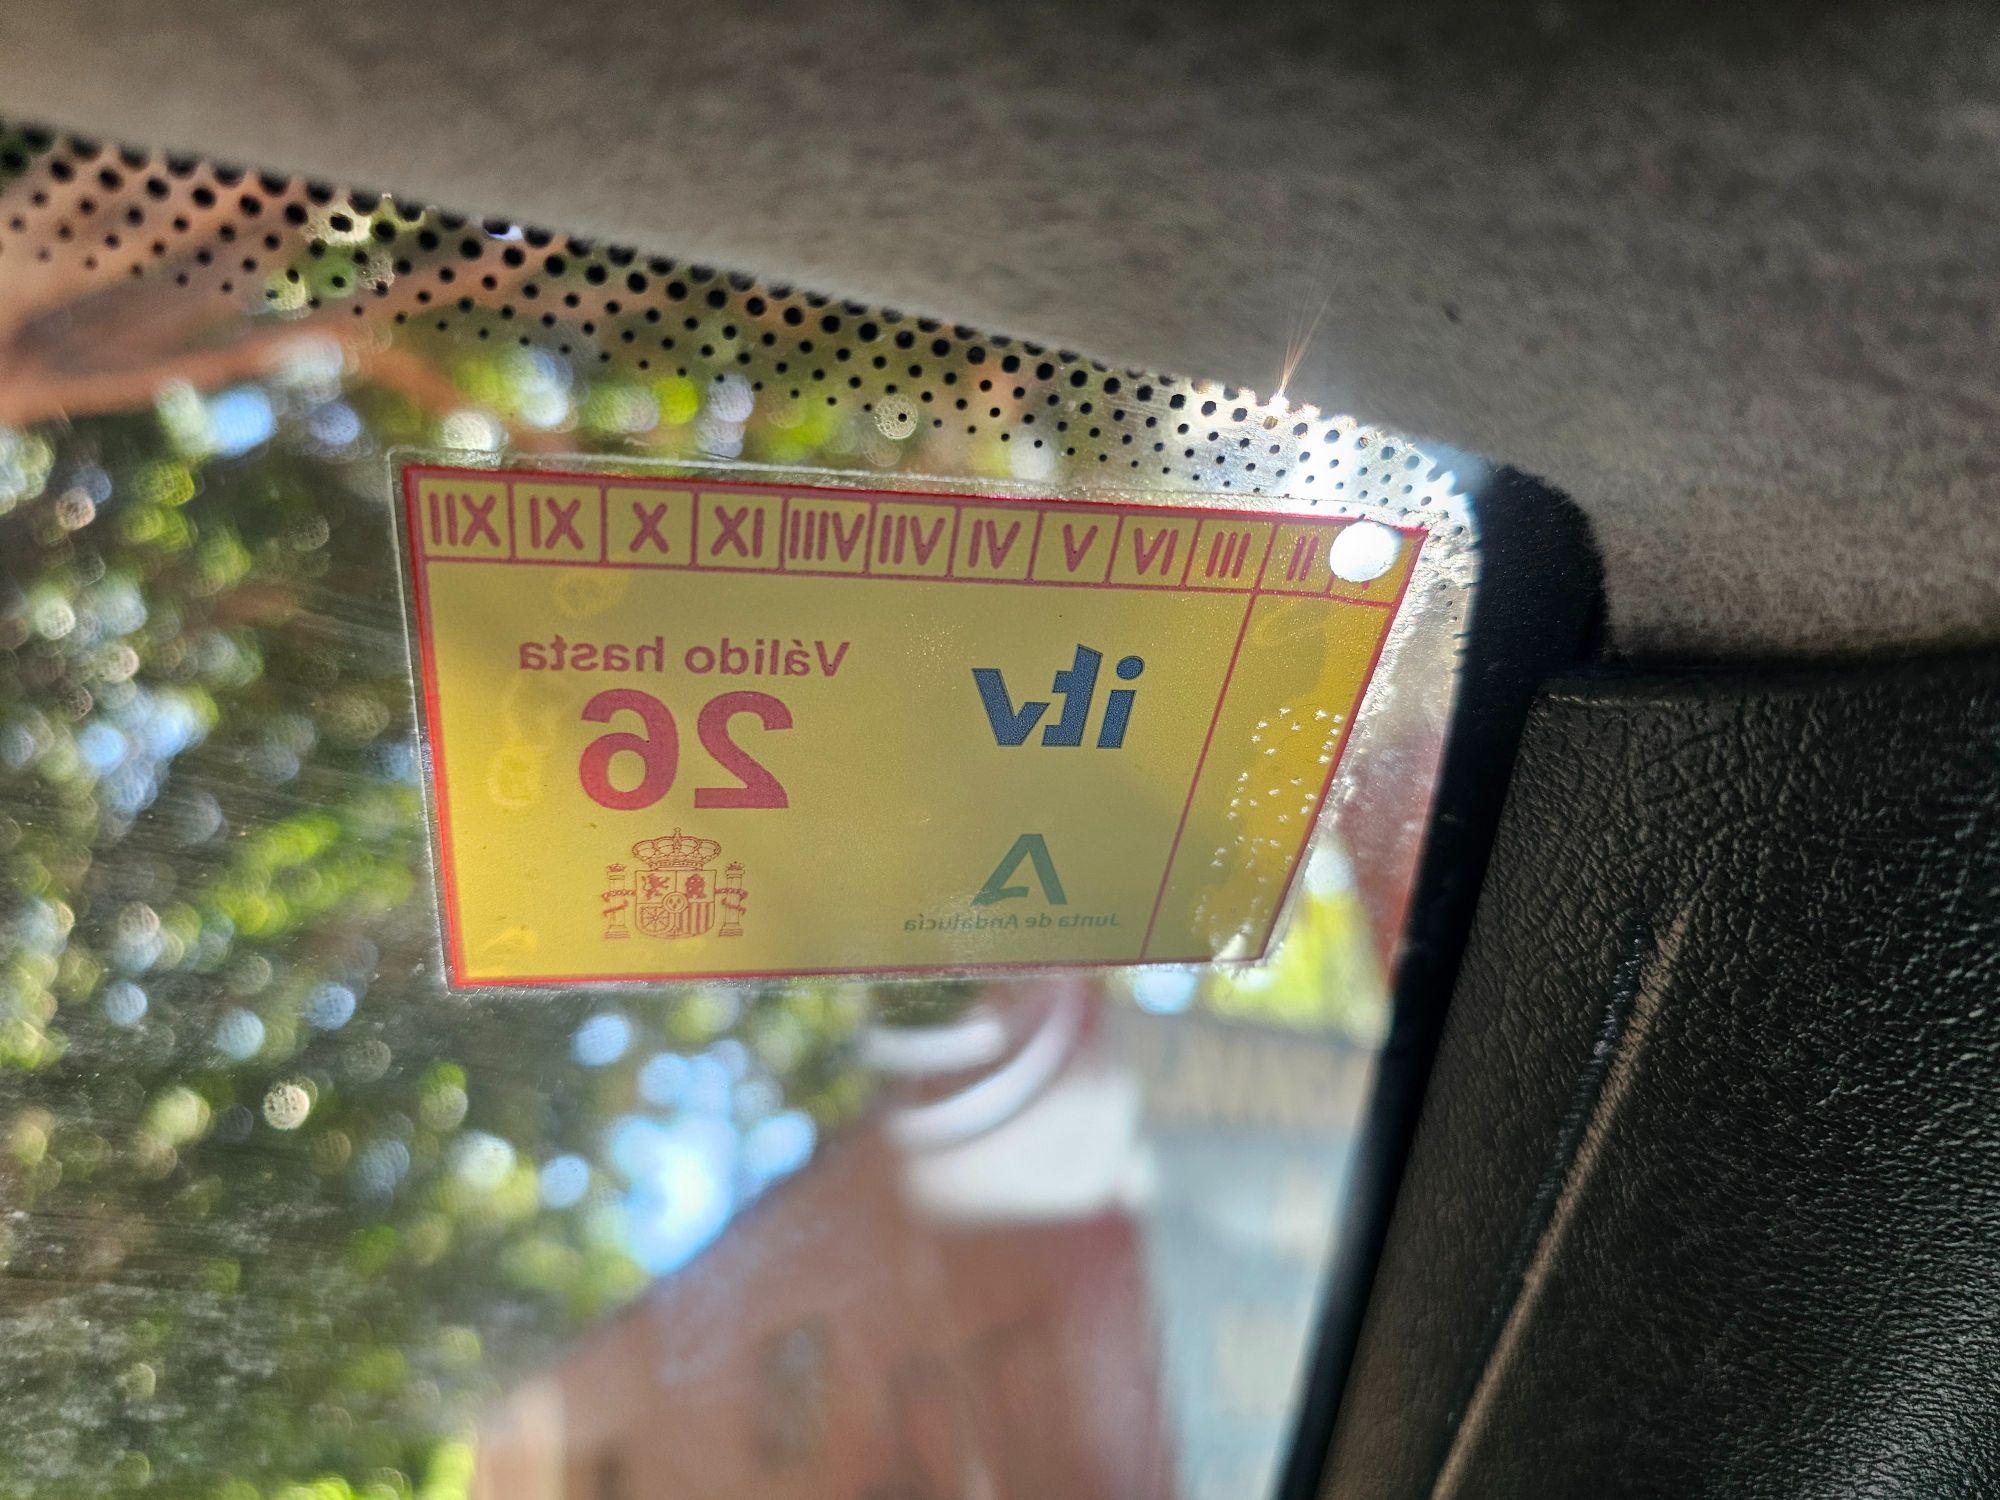 II III IV V VI VII VIII IX X XI XII
itv
Junta de Andalucía
Válido hasta
26